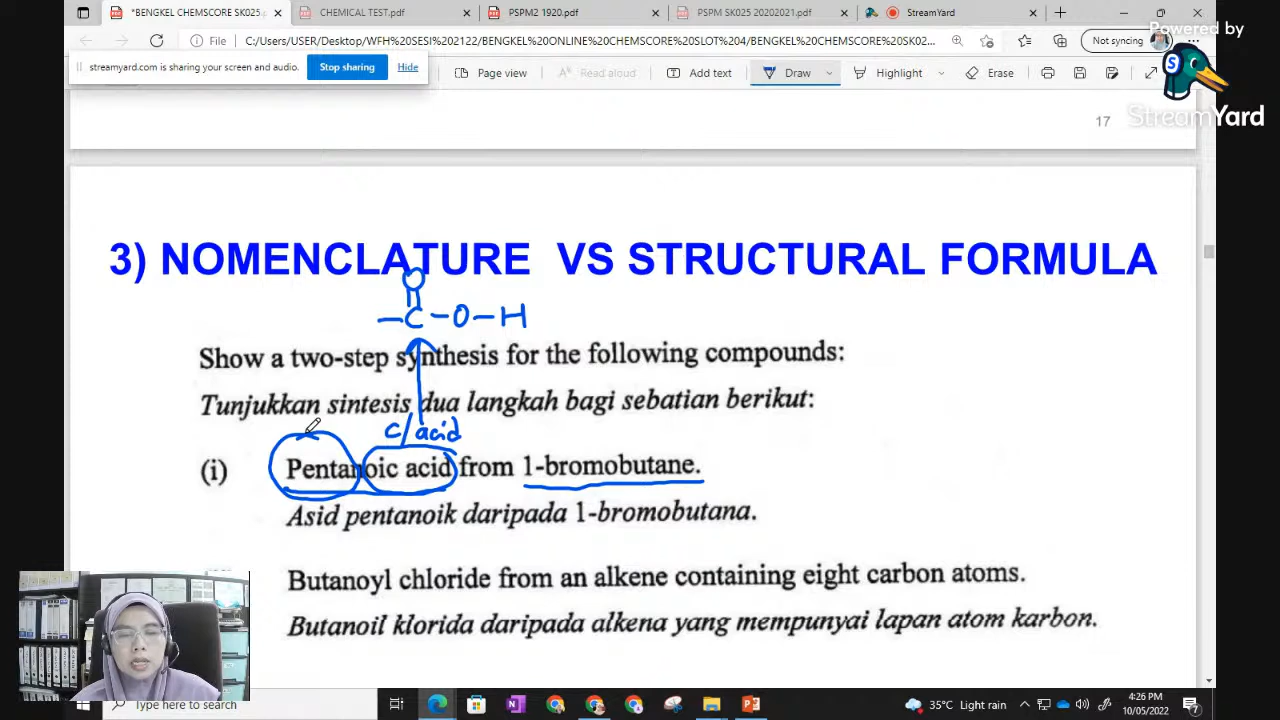 *BENGKEL CHEMSCORE SK025.
CHEMICAL TEST.pdf
PSPM2 1920.pdf
PSPM SK025 20202021.pdf
StreamYard
Powered by
File
C:/Users/USER/Desktop/WFH%20SESI%
KEL%20ONLINE%20CHEMSCORE%20SLOT%204/BENGKEL%20CHEMSCORE%20SK02...
Not syncing
streamyard.com is sharing your screen and audio.
Stop sharing
Hide
Page view
Read aloud
Add text
Draw
Highlight
Erase
S
StreamYard
17
3) NOMENCLATURE VS STRUCTURAL FORMULA
O
–C–O–H
Show a two-step synthesis for the following compounds:
Tunjukkan sintesis dua langkah bagi sebatian berikut:
c/acid
(i) Pentanoic acid from 1-bromobutane.
Asid pentanoik daripada 1-bromobutana.
Butanoyl chloride from an alkene containing eight carbon atoms.
Butanoil klorida daripada alkena yang mempunyai lapan atom karbon.
Type here to search
35°C Light rain
4:26 PM
10/05/2022
7